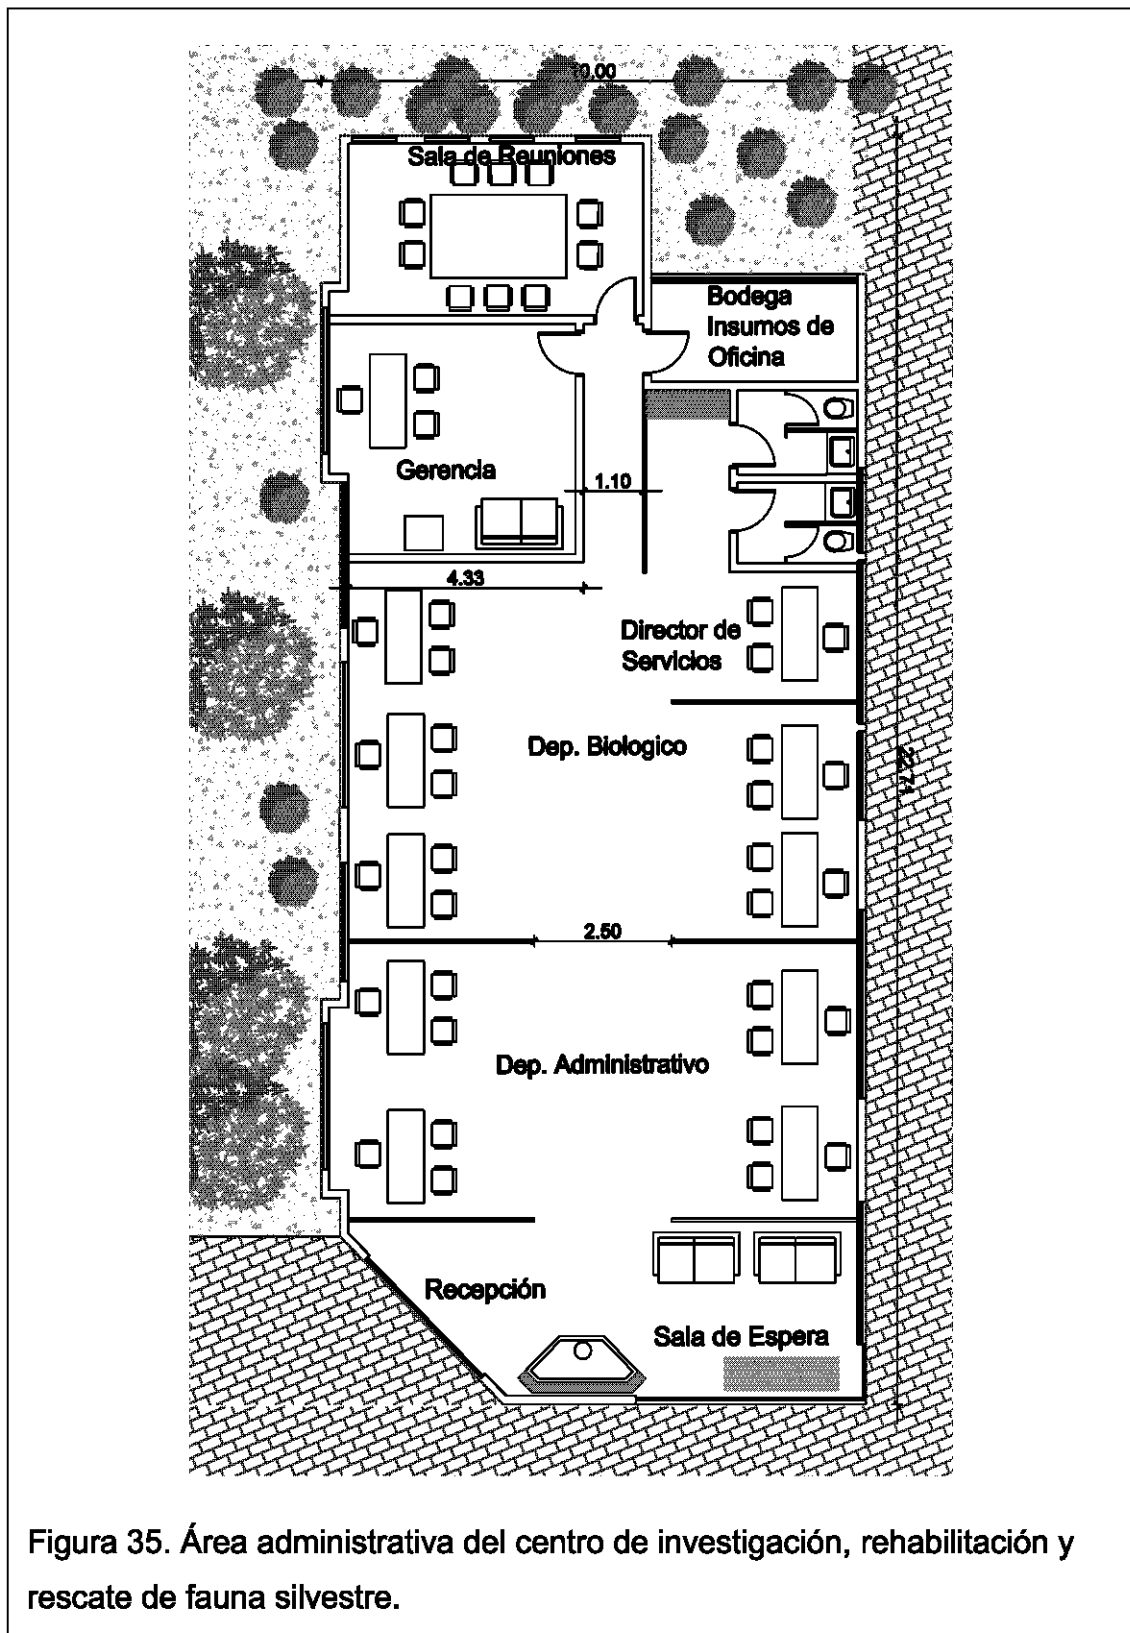 10.00
Sala de Reuniones
Bodega
Insumos de
Oficina
Gerencia
1.10
4.33
Director de
Servicios
Dep. Biologico
22.71
2.50
Dep. Administrativo
Recepción
Sala de Espera
Figura 35. Área administrativa del centro de investigación, rehabilitación y
rescate de fauna silvestre.